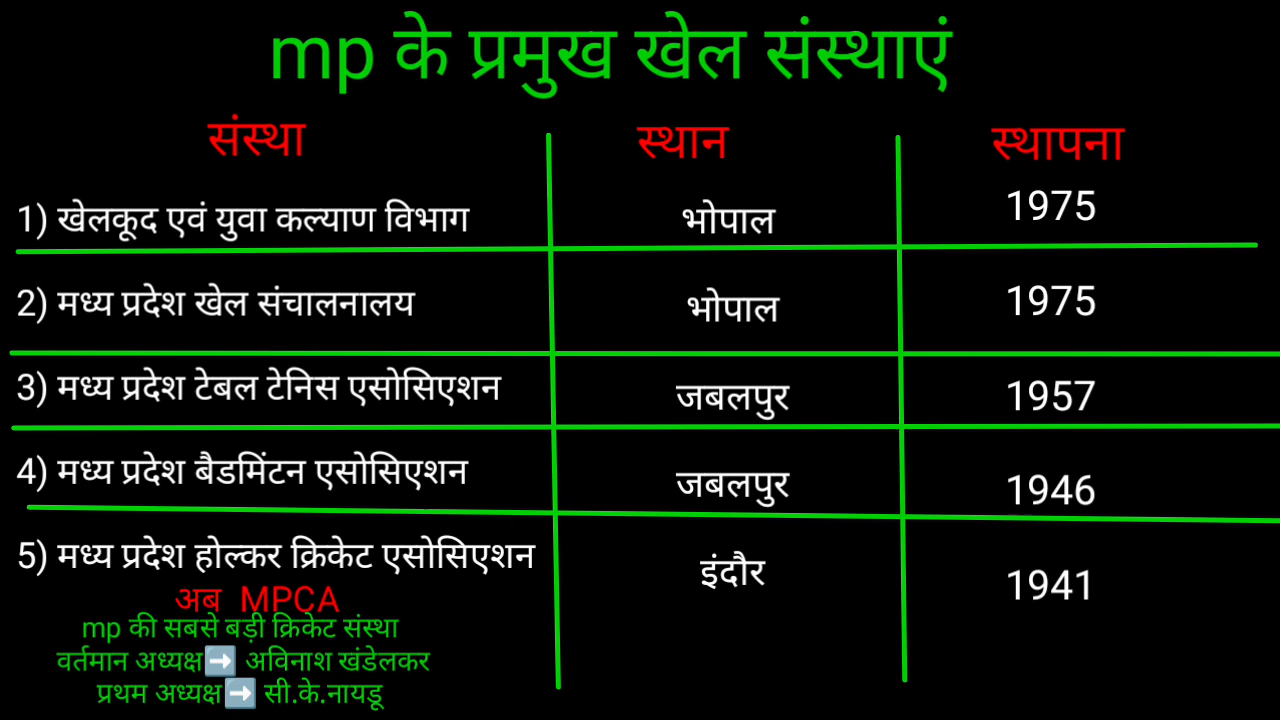 mp के प्रमुख खेल संस्थाएं
संस्था स्थान स्थापना
1) खेलकूद एवं युवा कल्याण विभाग भोपाल 1975
2) मध्य प्रदेश खेल संचालनालय भोपाल 1975
3) मध्य प्रदेश टेबल टेनिस एसोसिएशन जबलपुर 1957
4) मध्य प्रदेश बैडमिंटन एसोसिएशन जबलपुर 1946
5) मध्य प्रदेश होल्कर क्रिकेट एसोसिएशन इंदौर 1941
अब MPCA
mp की सबसे बड़ी क्रिकेट संस्था
वर्तमान अध्यक्ष➡️ अविनाश खंडेलकर
प्रथम अध्यक्ष➡️ सी.के.नायडू